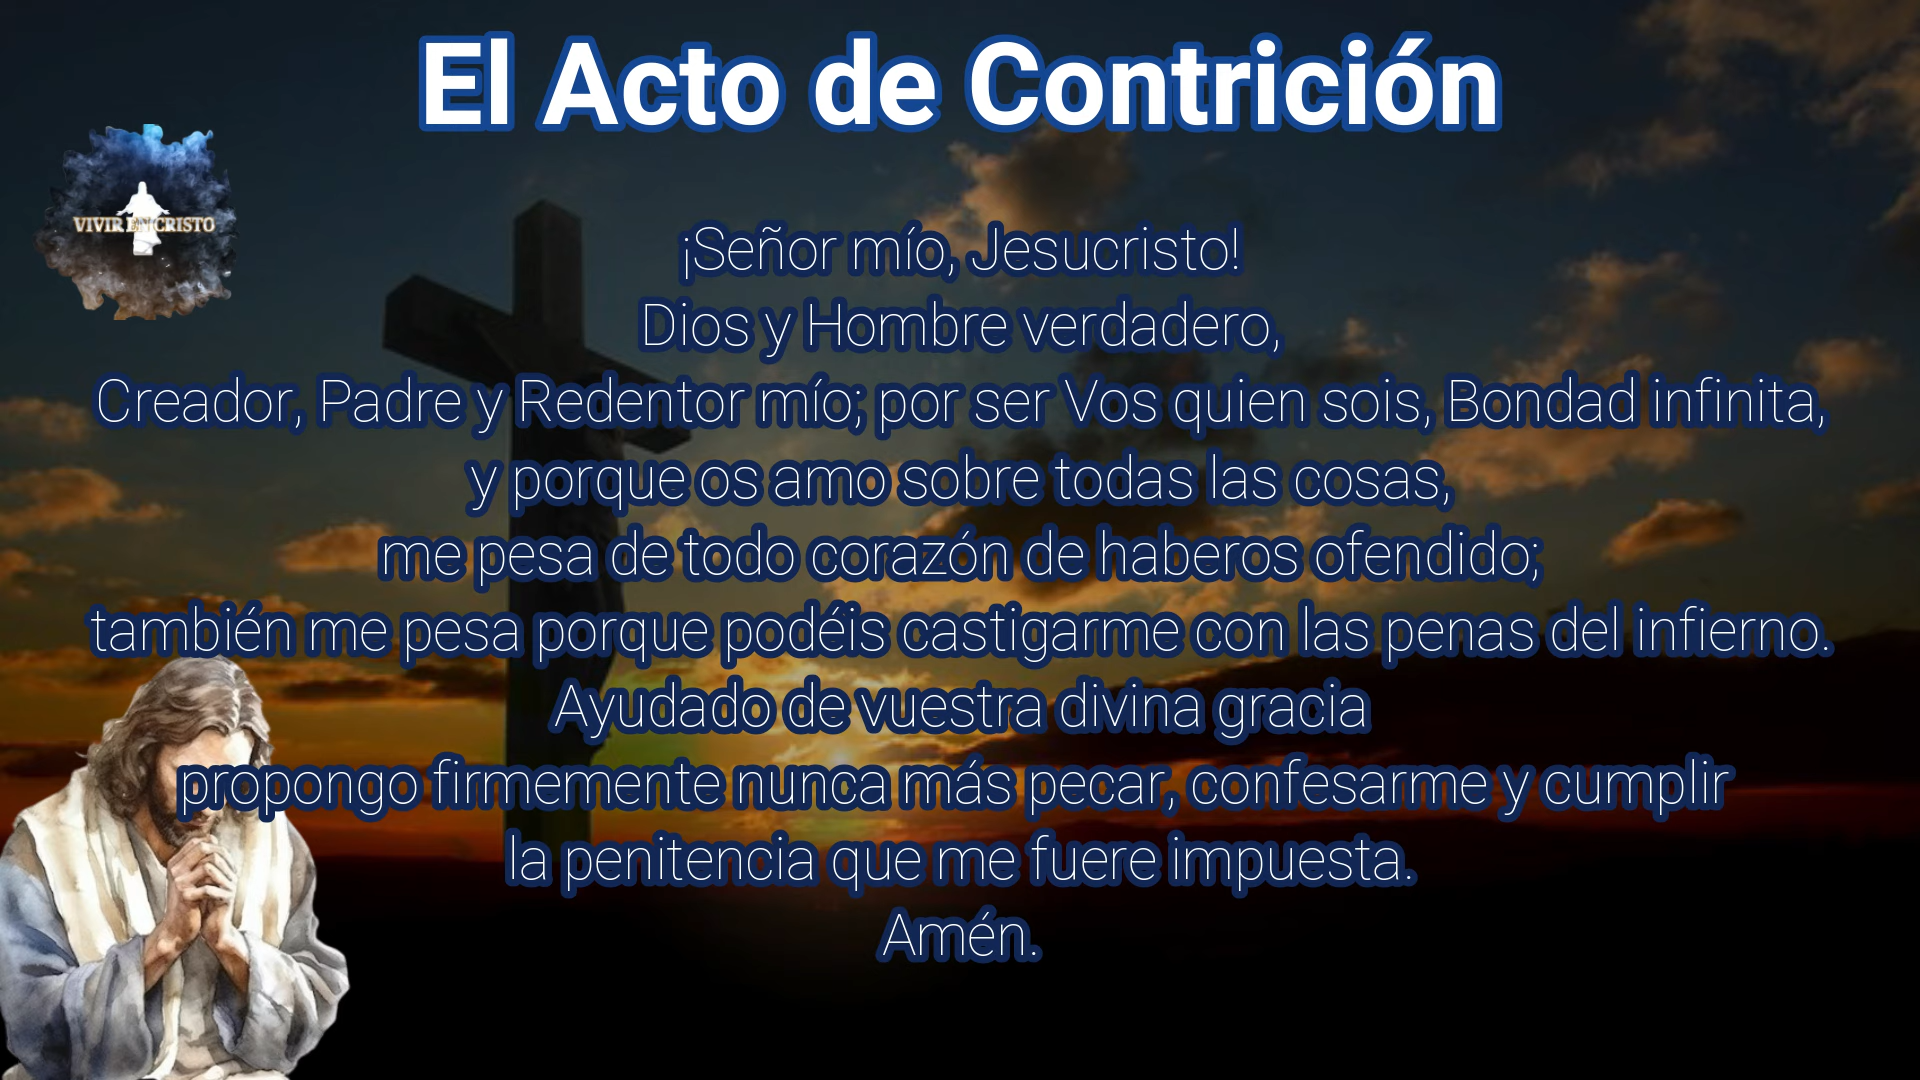 El Acto de Contrición
VIVIR EN CRISTO
¡Señor mío, Jesucristo!
Dios y Hombre verdadero,
Creador, Padre y Redentor mío; por ser Vos quien sois, Bondad infinita,
y porque os amo sobre todas las cosas,
me pesa de todo corazón de haberos ofendido;
también me pesa porque podéis castigarme con las penas del infierno.
Ayudado de vuestra divina gracia
propongo firmemente nunca más pecar, confesarme y cumplir
la penitencia que me fuere impuesta.
Amén.